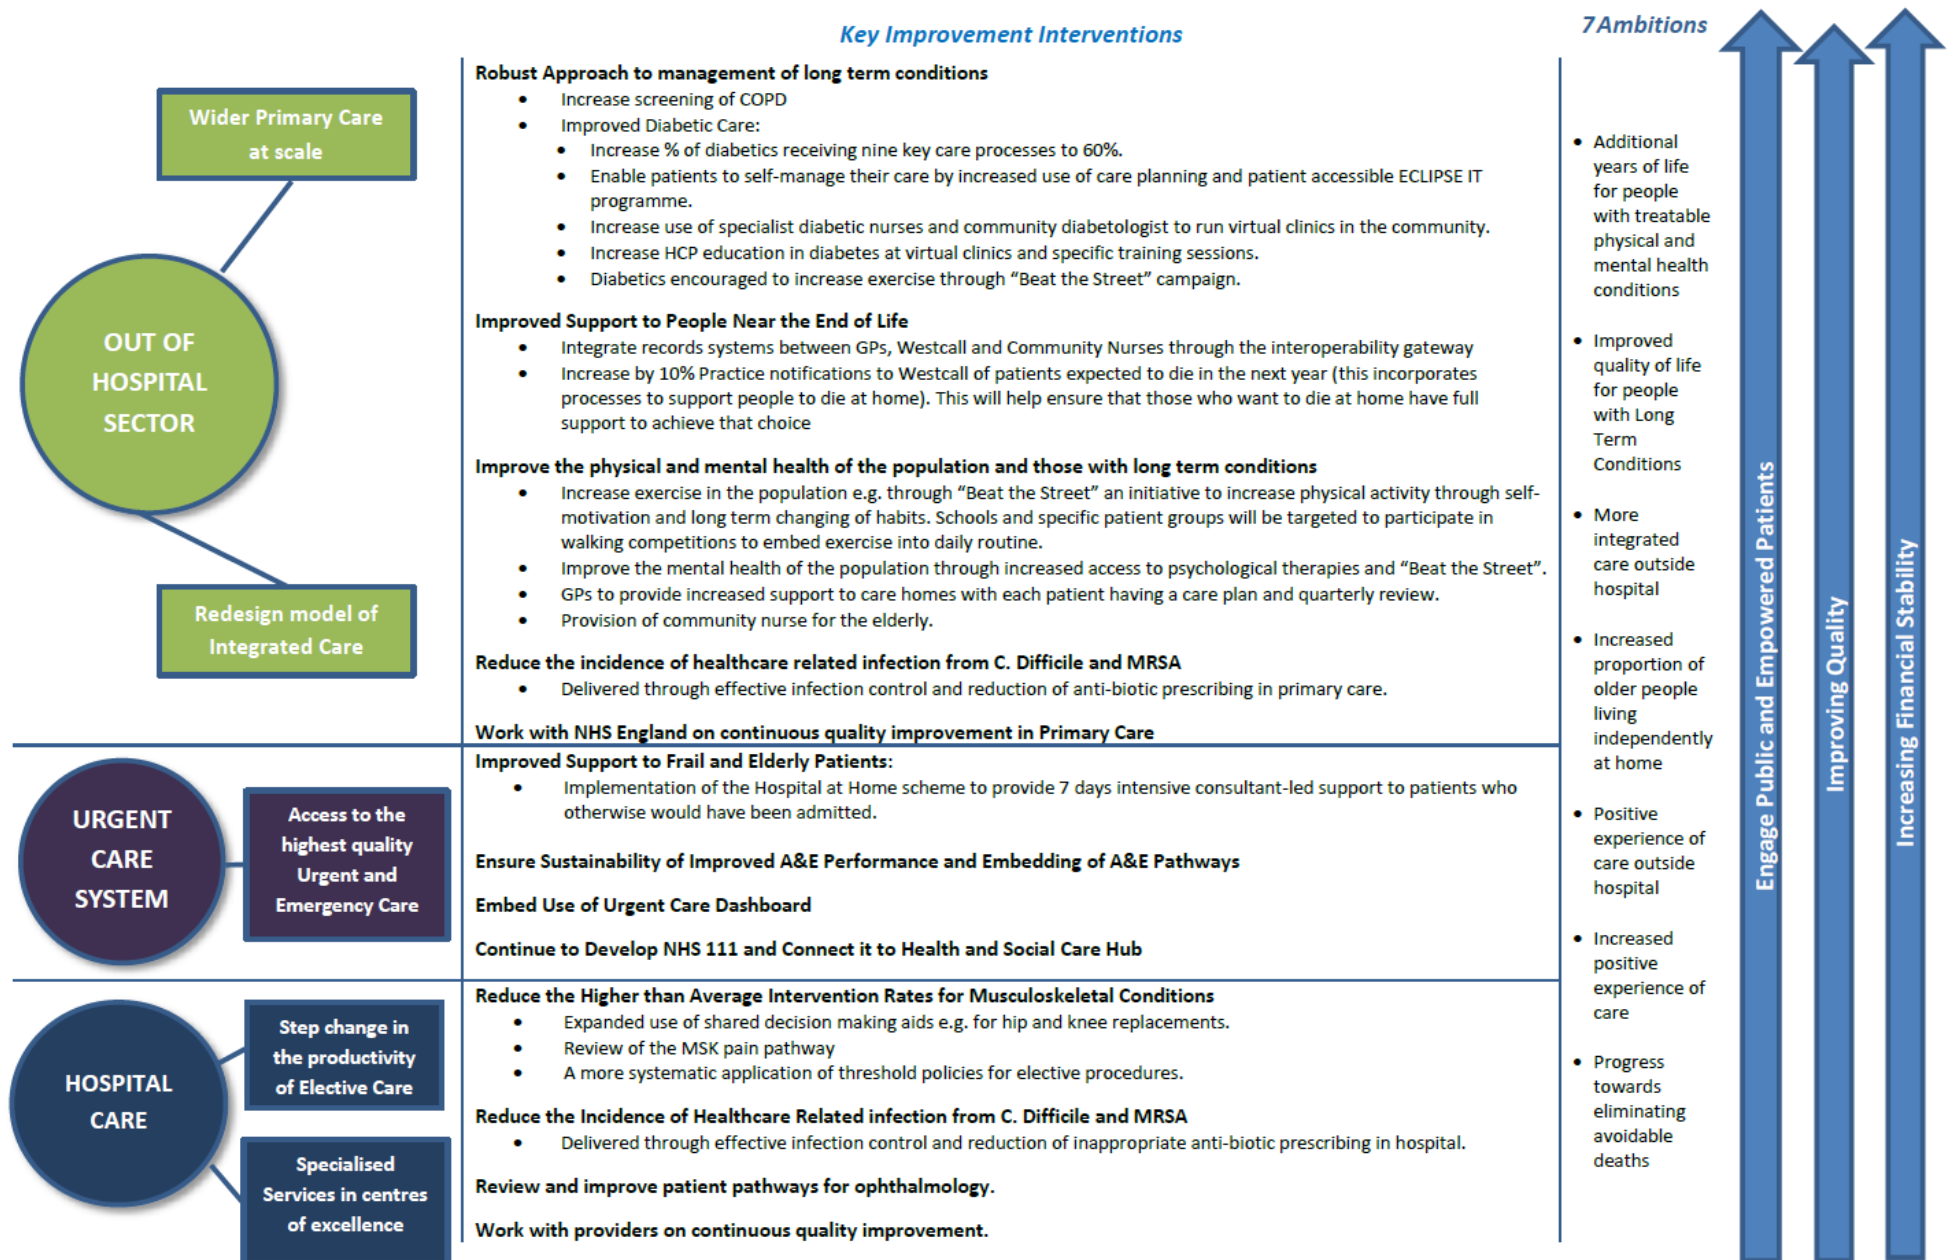 Key Improvement Interventions
7 Ambitions
Wider Primary Care
at scale
OUT OF
HOSPITAL
SECTOR
Redesign model of
Integrated Care
Robust Approach to management of long term conditions
• Increase screening of COPD
• Improved Diabetic Care:
• Increase % of diabetics receiving nine key care processes to 60%.
• Enable patients to self-manage their care by increased use of care planning and patient accessible ECLIPSE IT
programme.
• Increase use of specialist diabetic nurses and community diabetologist to run virtual clinics in the community.
• Increase HCP education in diabetes at virtual clinics and specific training sessions.
• Diabetics encouraged to increase exercise through “Beat the Street” campaign.
Improved Support to People Near the End of Life
• Integrate records systems between GPs, Westcall and Community Nurses through the interoperability gateway
• Increase by 10% Practice notifications to Westcall of patients expected to die in the next year (this incorporates
processes to support people to die at home). This will help ensure that those who want to die at home have full
support to achieve that choice
Improve the physical and mental health of the population and those with long term conditions
• Increase exercise in the population e.g. through “Beat the Street” an initiative to increase physical activity through self-
motivation and long term changing of habits. Schools and specific patient groups will be targeted to participate in
walking competitions to embed exercise into daily routine.
• Improve the mental health of the population through increased access to psychological therapies and “Beat the Street”.
• GPs to provide increased support to care homes with each patient having a care plan and quarterly review.
• Provision of community nurse for the elderly.
Reduce the incidence of healthcare related infection from C. Difficile and MRSA
• Delivered through effective infection control and reduction of anti-biotic prescribing in primary care.
Work with NHS England on continuous quality improvement in Primary Care
URGENT
CARE
SYSTEM
Access to the
highest quality
Urgent and
Emergency Care
Improved Support to Frail and Elderly Patients:
• Implementation of the Hospital at Home scheme to provide 7 days intensive consultant-led support to patients who
otherwise would have been admitted.
Ensure Sustainability of Improved A&E Performance and Embedding of A&E Pathways
Embed Use of Urgent Care Dashboard
Continue to Develop NHS 111 and Connect it to Health and Social Care Hub
HOSPITAL
CARE
Step change in
the productivity
of Elective Care
Specialised
Services in centres
of excellence
Reduce the Higher than Average Intervention Rates for Musculoskeletal Conditions
• Expanded use of shared decision making aids e.g. for hip and knee replacements.
• Review of the MSK pain pathway
• A more systematic application of threshold policies for elective procedures.
Reduce the Incidence of Healthcare Related infection from C. Difficile and MRSA
• Delivered through effective infection control and reduction of inappropriate anti-biotic prescribing in hospital.
Review and improve patient pathways for ophthalmology.
Work with providers on continuous quality improvement.
• Additional
years of life
for people
with treatable
physical and
mental health
conditions
• Improved
quality of life
for people
with Long
Term
Conditions
• More
integrated
care outside
hospital
• Increased
proportion of
older people
living
independently
at home
• Positive
experience of
care outside
hospital
• Increased
positive
experience of
care
• Progress
towards
eliminating
avoidable
deaths
Engage Public and Empowered Patients
Improving Quality
Increasing Financial Stability